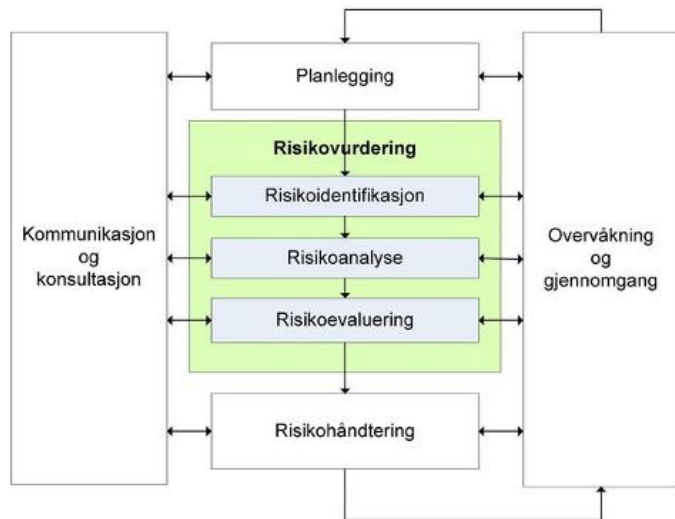 Planlegging
Risikovurdering
Risikoidentifikasjon
Risikoanalyse
Risikoevaluering
Risikohåndtering
Kommunikasjon
og
konsultasjon
Overvåkning
og
gjennomgang